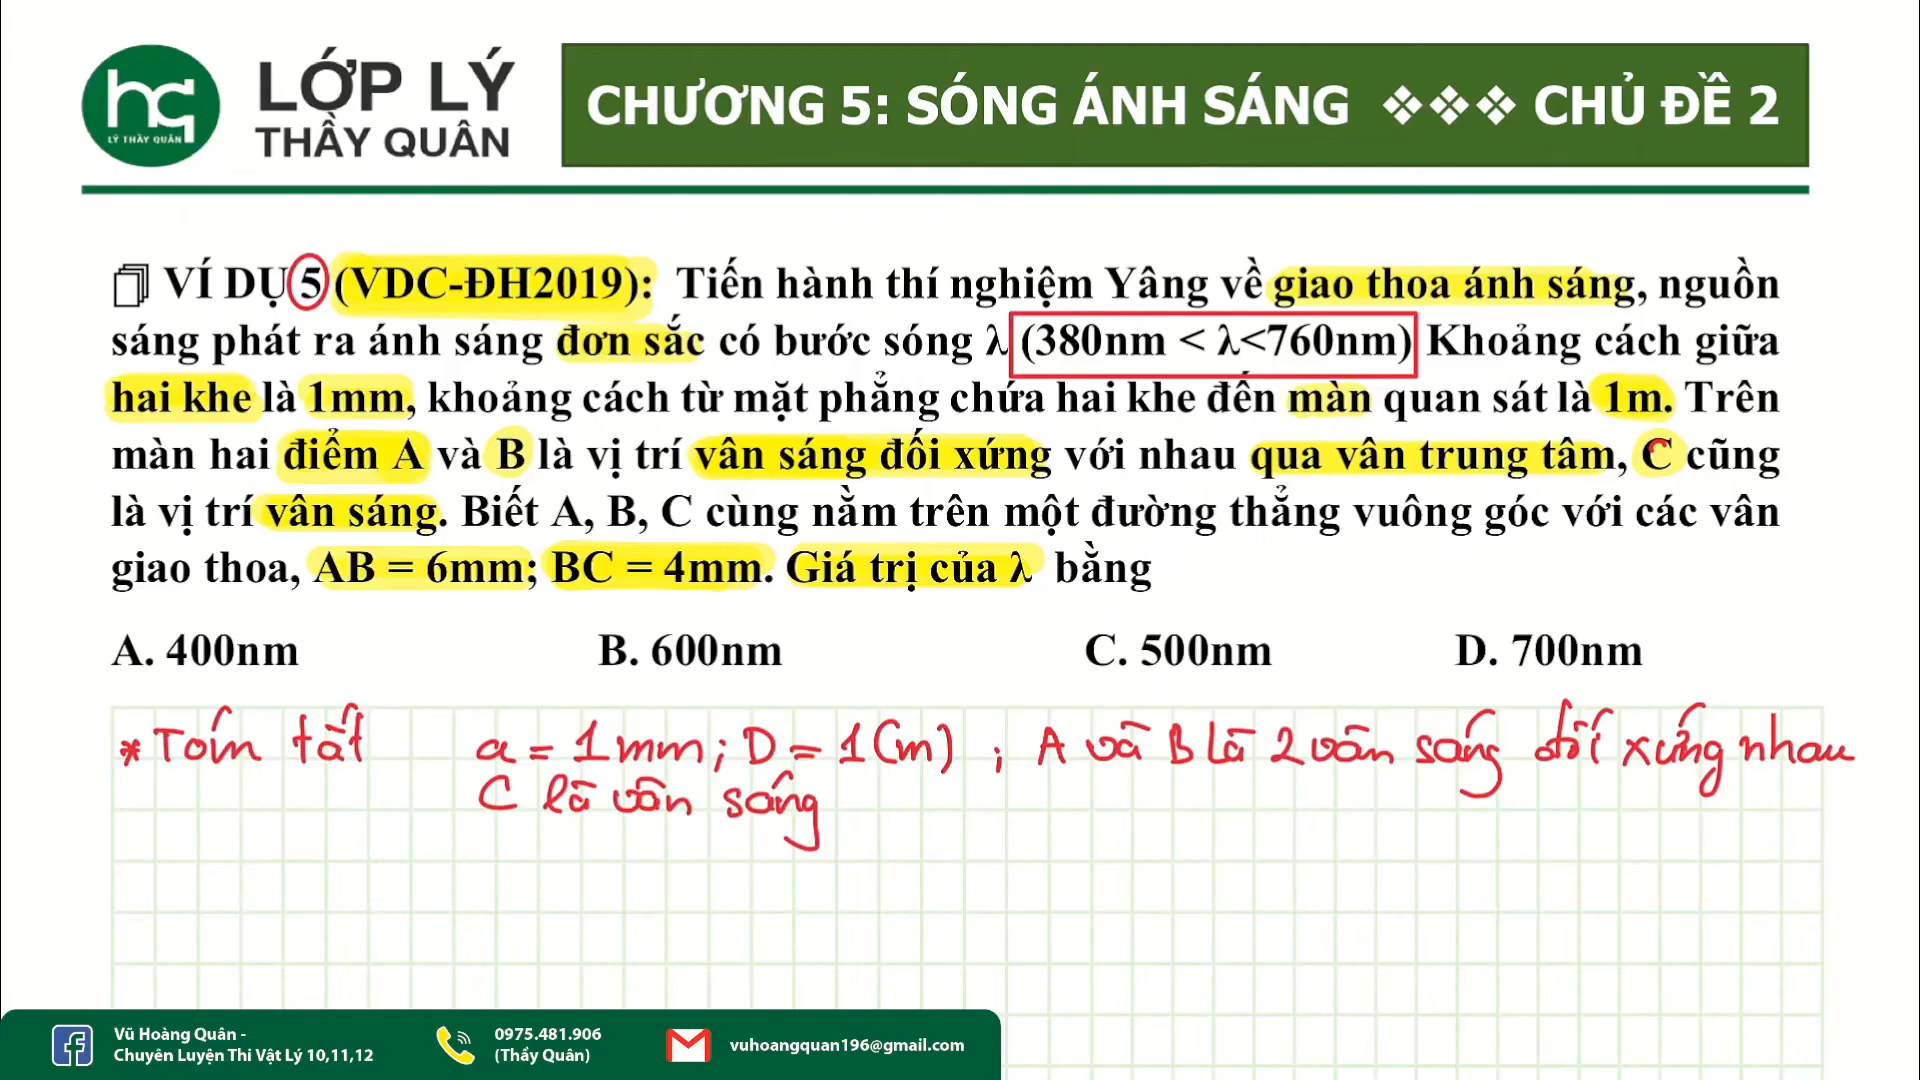 hq
LÝ THẦY QUÂN
LỚP LÝ
THẦY QUÂN
CHƯƠNG 5: SÓNG ÁNH SÁNG ❖❖❖ CHỦ ĐỀ 2
VÍ DỤ 5 (VDC-ĐH2019): Tiến hành thí nghiệm Yâng về giao thoa ánh sáng, nguồn
sáng phát ra ánh sáng đơn sắc có bước sóng λ (380nm < λ<760nm) Khoảng cách giữa
hai khe là 1mm, khoảng cách từ mặt phẳng chứa hai khe đến màn quan sát là 1m. Trên
màn hai điểm A và B là vị trí vân sáng đối xứng với nhau qua vân trung tâm, C cũng
là vị trí vân sáng. Biết A, B, C cùng nằm trên một đường thẳng vuông góc với các vân
giao thoa, AB = 6mm; BC = 4mm. Giá trị của λ bằng
A. 400nm B. 600nm C. 500nm D. 700nm
* Tóm tắt a = 1mm; D = 1(m) ; A và B là 2 vân sáng đối xứng nhau
C là vân sáng
Vũ Hoàng Quân -
Chuyên Luyện Thi Vật Lý 10,11,12
0975.481.906
(Thầy Quân)
vuhoangquan196@gmail.com